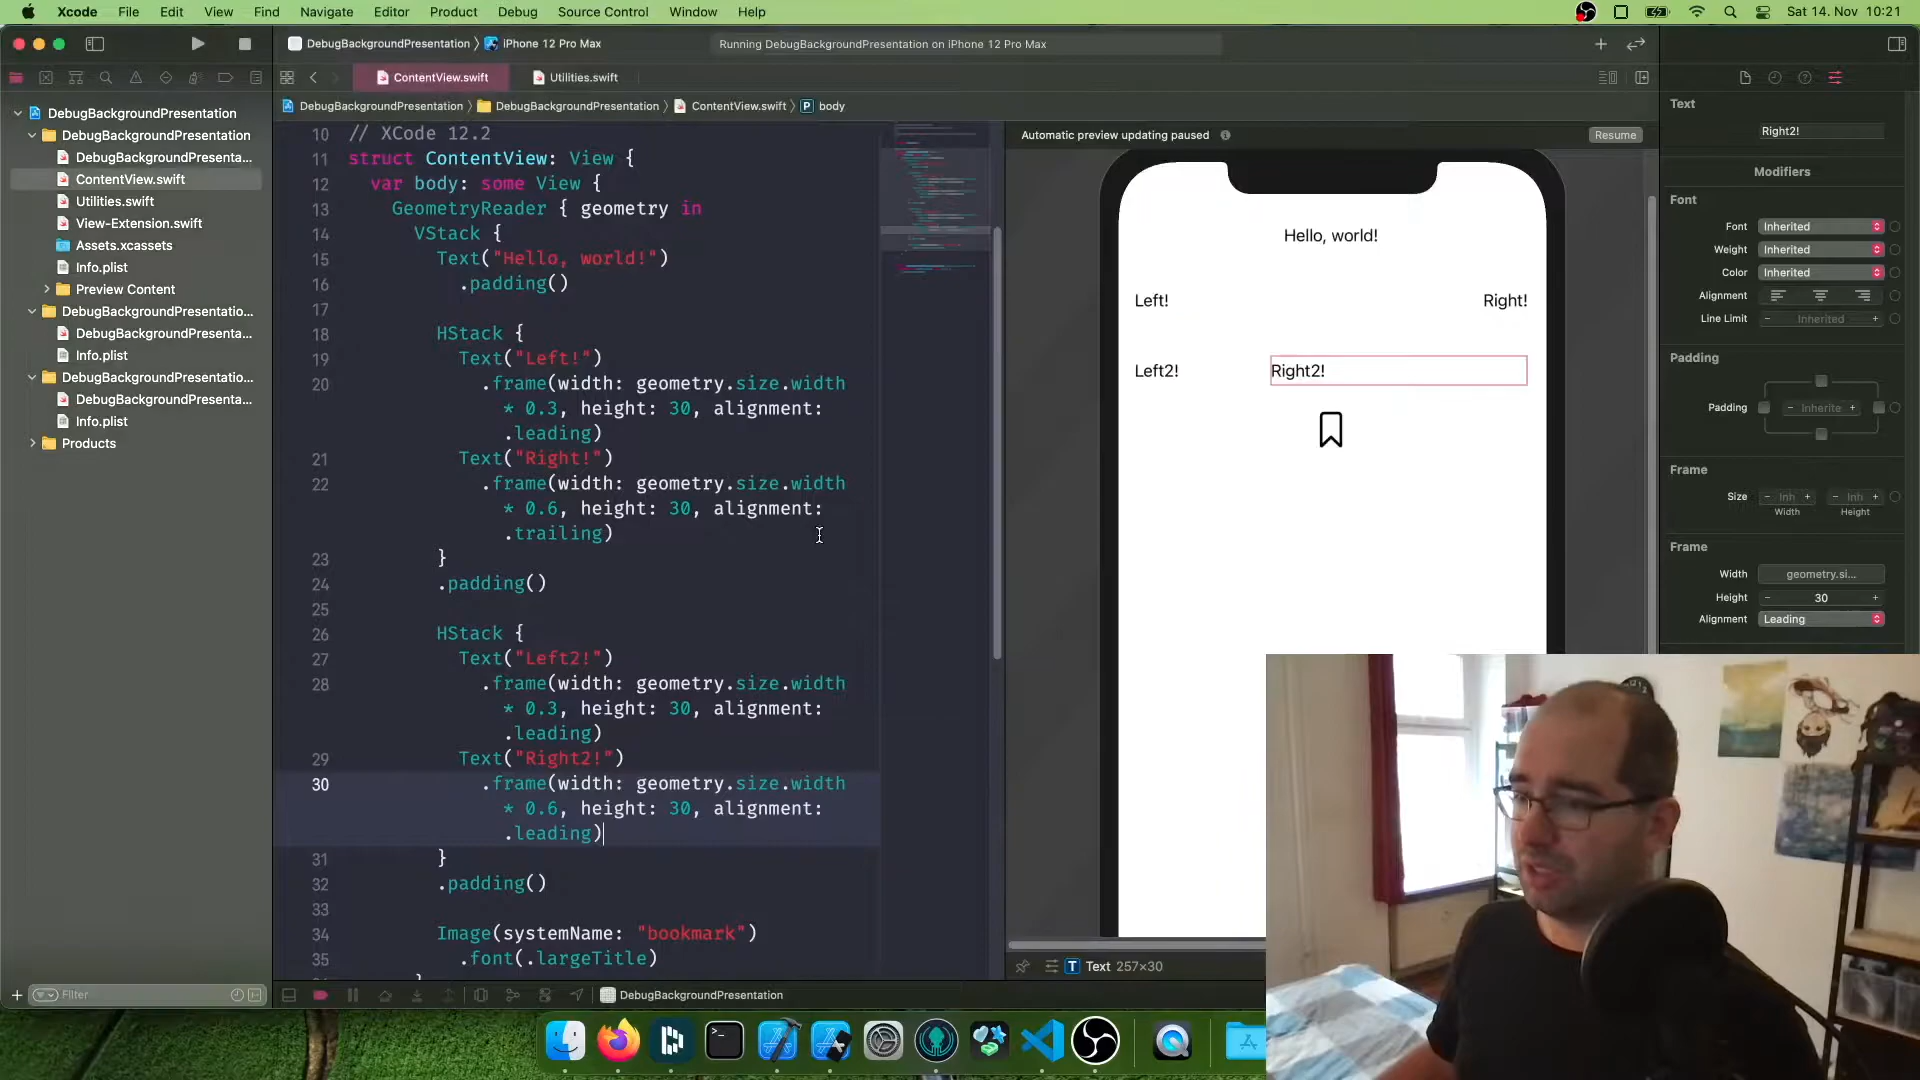 Xcode File Edit View Find Navigate Editor Product Debug Source Control Window Help Sat 14. Nov 10:21
DebugBackgroundPresentation iPhone 12 Pro Max Running DebugBackgroundPresentation on iPhone 12 Pro Max
ContentView.swift Utilities.swift
DebugBackgroundPresentation DebugBackgroundPresentation ContentView.swift P body
DebugBackgroundPresentation
DebugBackgroundPresentation
DebugBackgroundPresenta...
ContentView.swift
Utilities.swift
View-Extension.swift
Assets.xcassets
Info.plist
Preview Content
DebugBackgroundPresentatio...
DebugBackgroundPresenta...
Info.plist
DebugBackgroundPresentatio...
DebugBackgroundPresenta...
Info.plist
Products
Filter
10 // XCode 12.2
11 struct ContentView: View {
12 var body: some View {
13 GeometryReader { geometry in
14 VStack {
15 Text("Hello, world!")
16 .padding()
17
18 HStack {
19 Text("Left!")
20 .frame(width: geometry.size.width
* 0.3, height: 30, alignment:
.leading)
21 Text("Right!")
22 .frame(width: geometry.size.width
* 0.6, height: 30, alignment:
.trailing)
23 }
24 .padding()
25
26 HStack {
27 Text("Left2!")
28 .frame(width: geometry.size.width
* 0.3, height: 30, alignment:
.leading)
29 Text("Right2!")
30 .frame(width: geometry.size.width
* 0.6, height: 30, alignment:
.leading)
31 }
32 .padding()
33
34 Image(systemName: "bookmark")
35 .font(.largeTitle)
DebugBackgroundPresentation
Automatic preview updating paused Resume
Hello, world!
Left! Right!
Left2! Right2!
T Text 257×30
Text
Right2!
Modifiers
Font
Font Inherited
Weight Inherited
Color Inherited
Alignment
Line Limit − Inherited +
Padding
Padding − Inherite +
Frame
Size − Inh + − Inh +
Width Height
Frame
Width geometry.si...
Height − 30 +
Alignment Leading